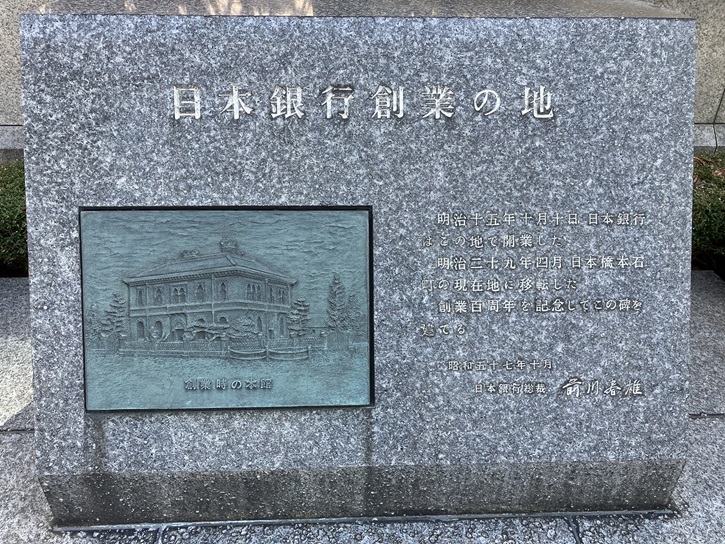 日本銀行創業の地
明治十五年十月十日 日本銀行
はこの地で開業した
明治二十九年四月 日本橋本石
町の現在地に移転した
創業百周年を記念してこの碑を
建てる
昭和五十七年十月
日本銀行総裁 前川春雄
創業時の本館